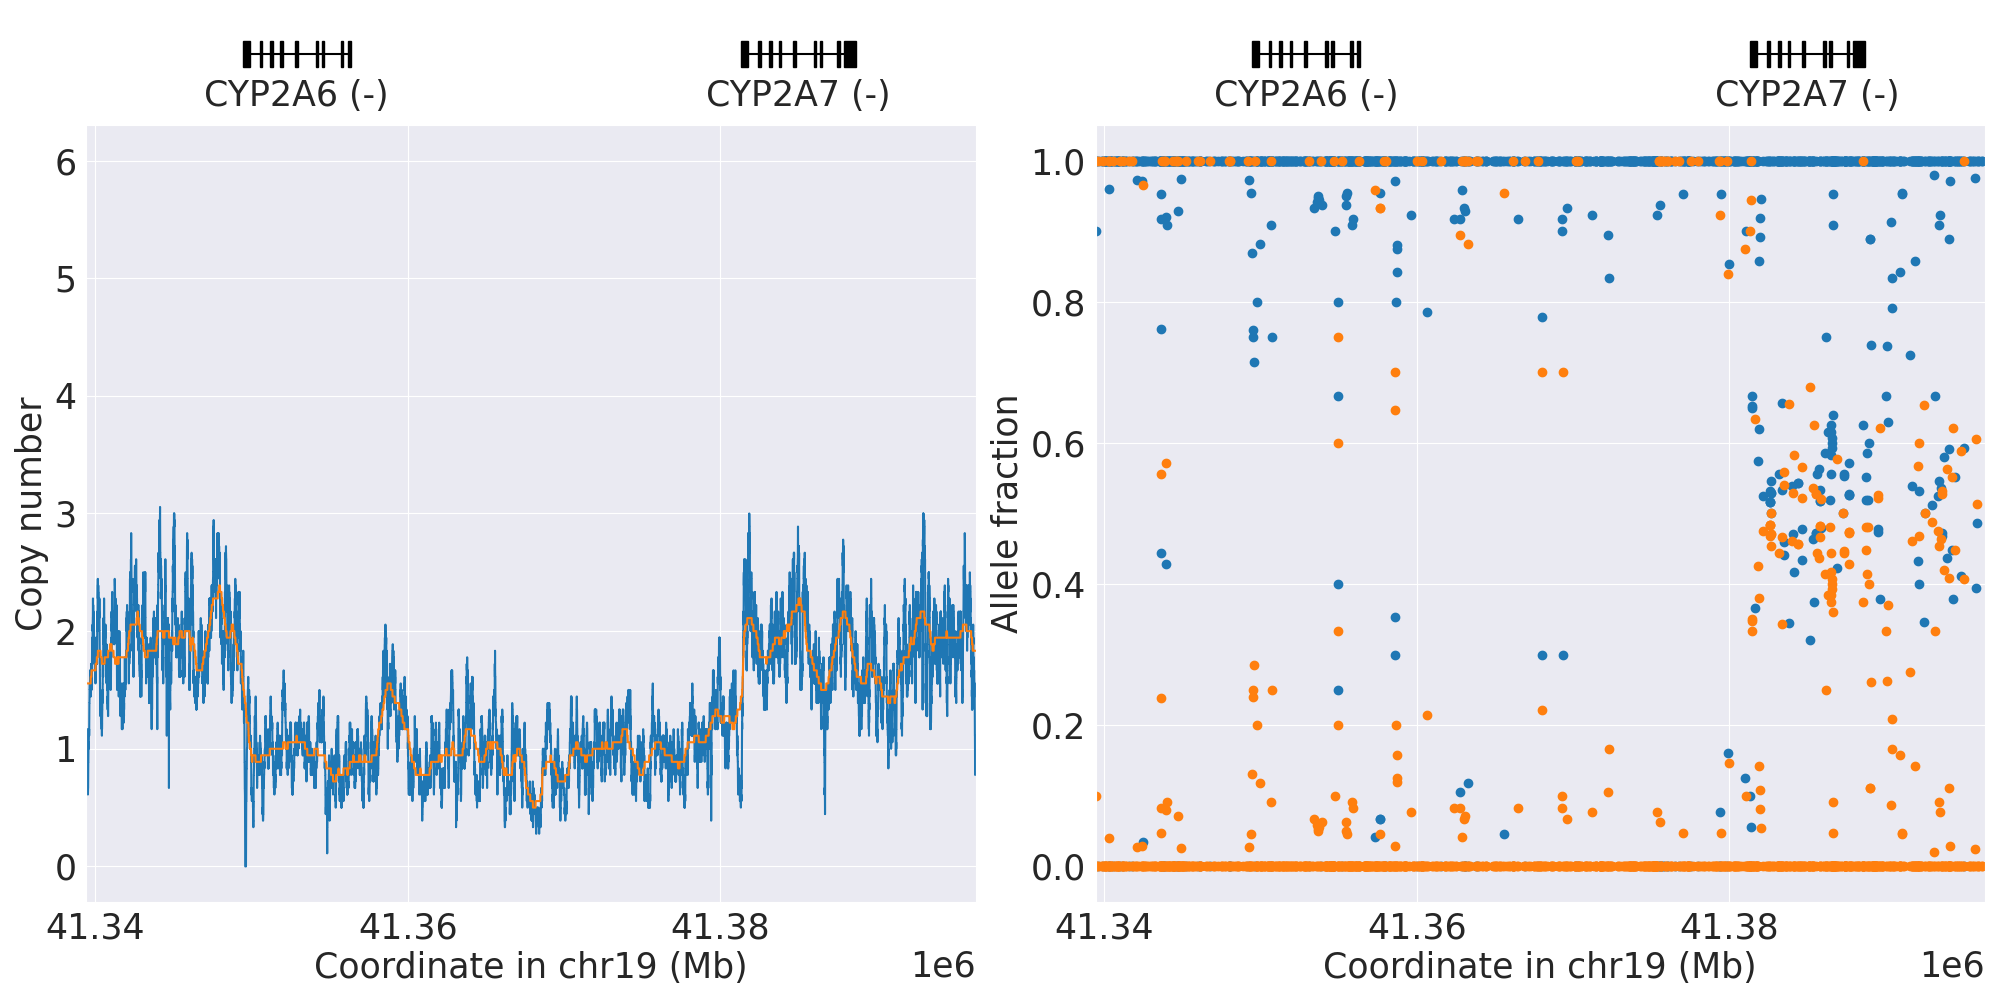 CYP2A6 (-)
CYP2A7 (-)
CYP2A6 (-)
CYP2A7 (-)
Copy number
6
5
4
3
2
1
0
41.34
41.36
41.38
Coordinate in chr19 (Mb)
1e6
Allele fraction
1.0
0.8
0.6
0.4
0.2
0.0
41.34
41.36
41.38
Coordinate in chr19 (Mb)
1e6